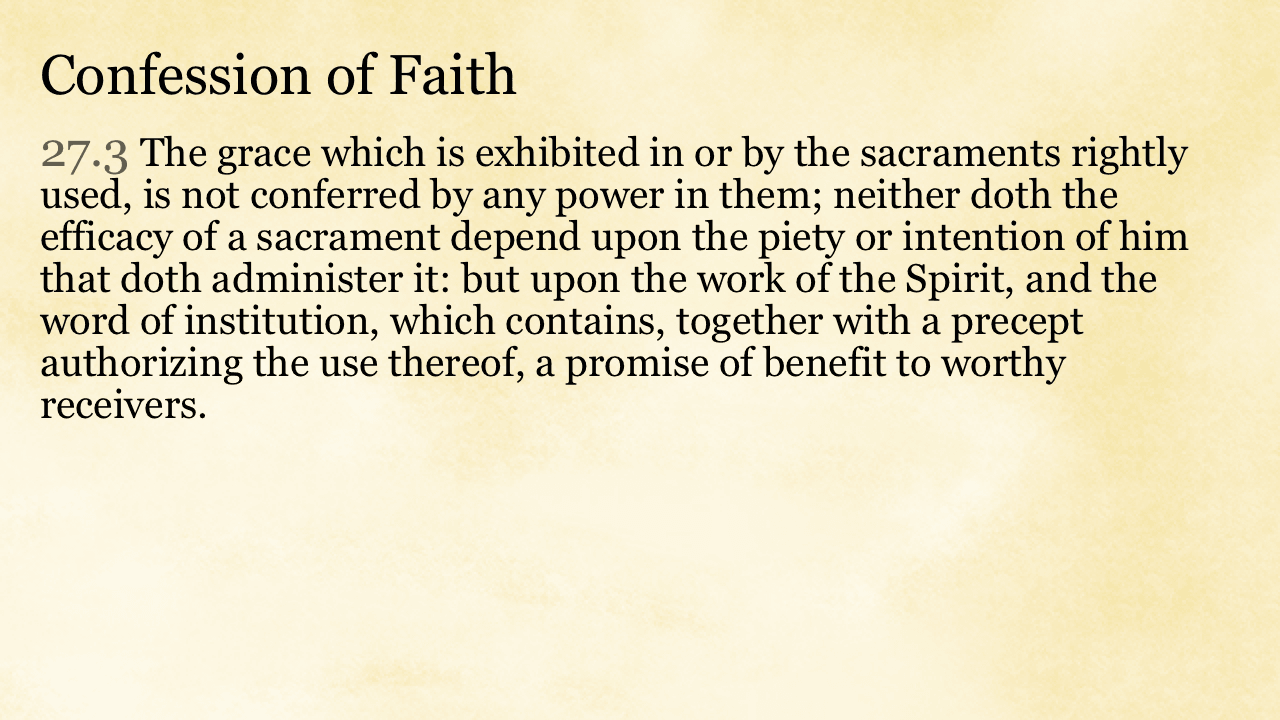 Confession of Faith
27.3 The grace which is exhibited in or by the sacraments rightly
used, is not conferred by any power in them; neither doth the
efficacy of a sacrament depend upon the piety or intention of him
that doth administer it: but upon the work of the Spirit, and the
word of institution, which contains, together with a precept
authorizing the use thereof, a promise of benefit to worthy
receivers.